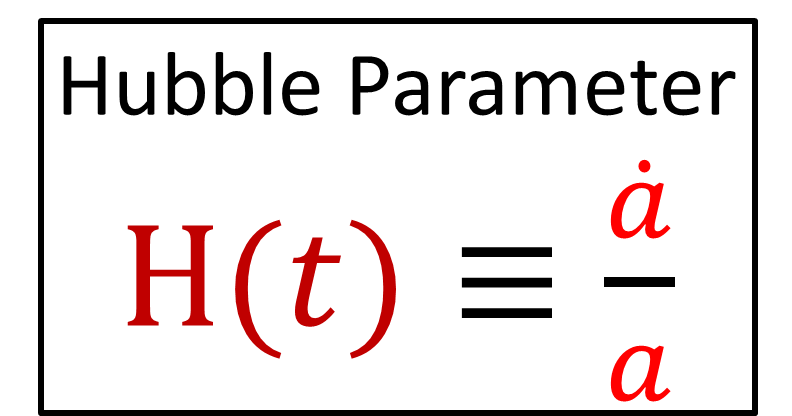 Hubble Parameter
H(t) ≡ ȧ/a